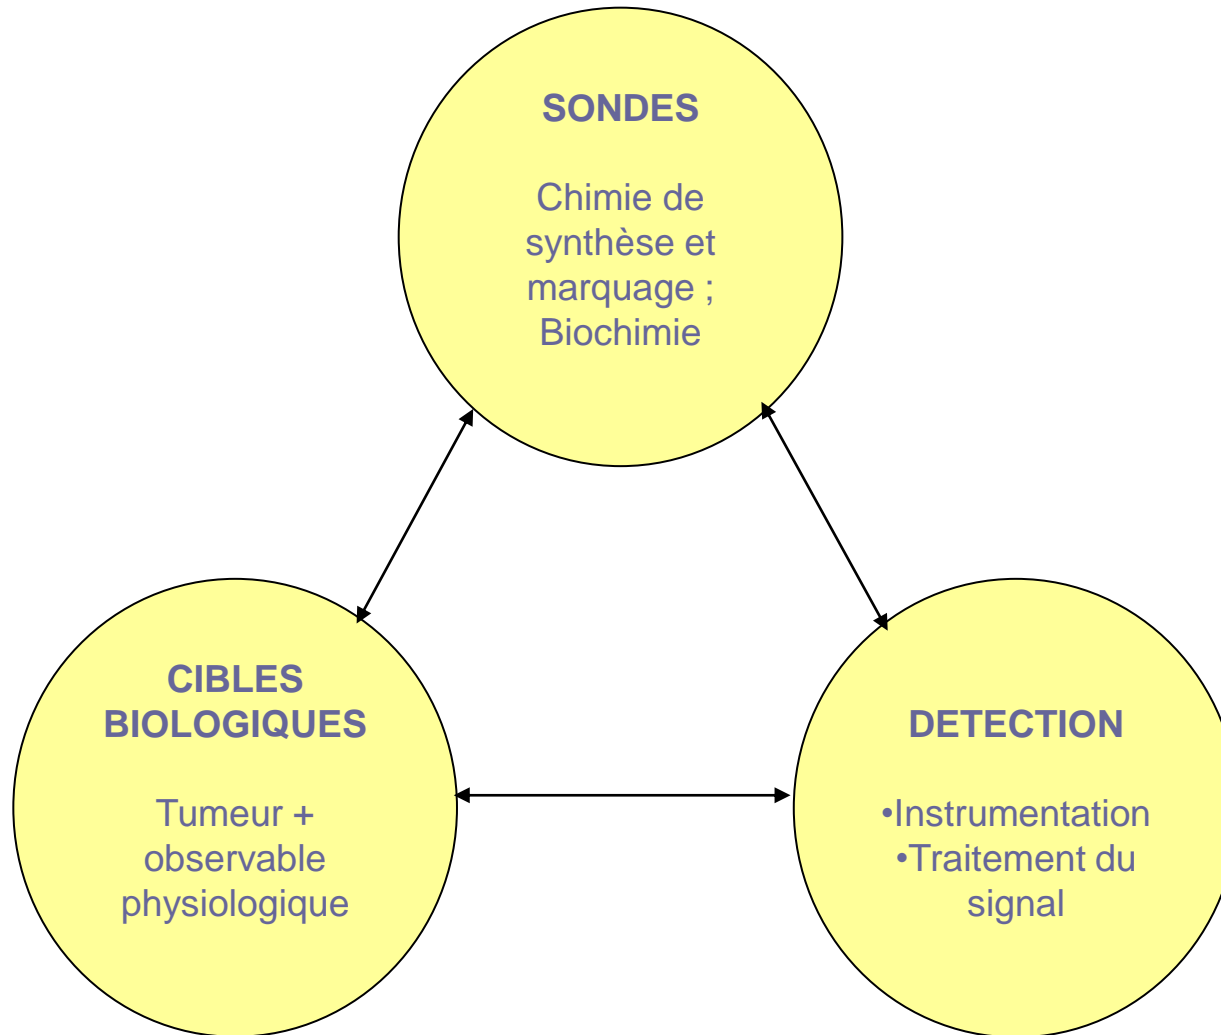 SONDES
Chimie de
synthèse et
marquage ;
Biochimie
CIBLES
BIOLOGIQUES
Tumeur +
observable
physiologique
DETECTION
•Instrumentation
•Traitement du
signal